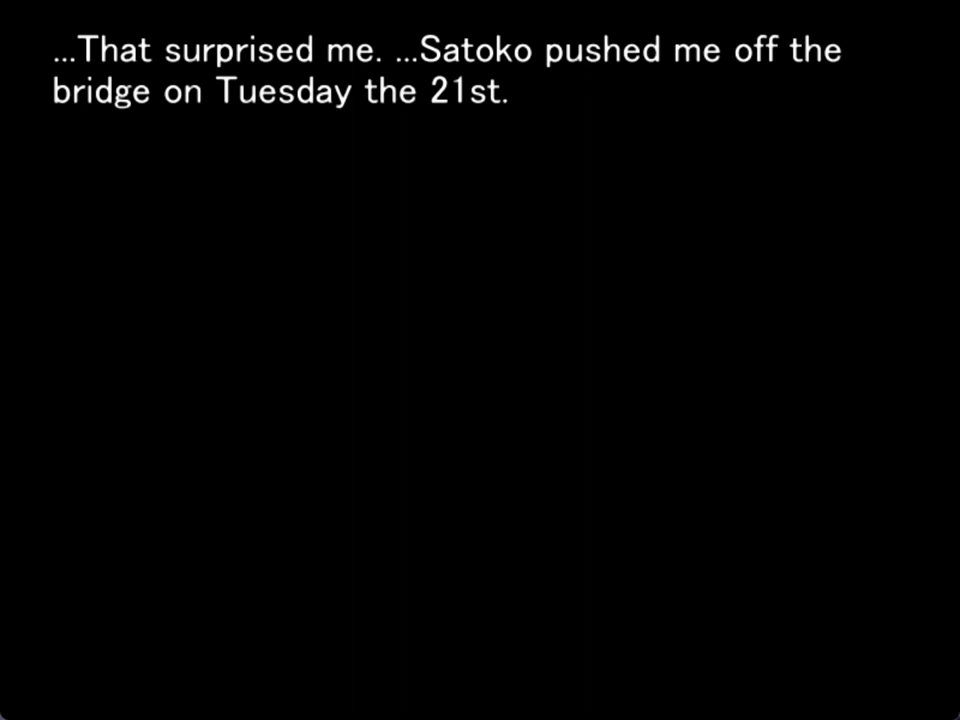 ...That surprised me. ...Satoko pushed me off the
bridge on Tuesday the 21st.